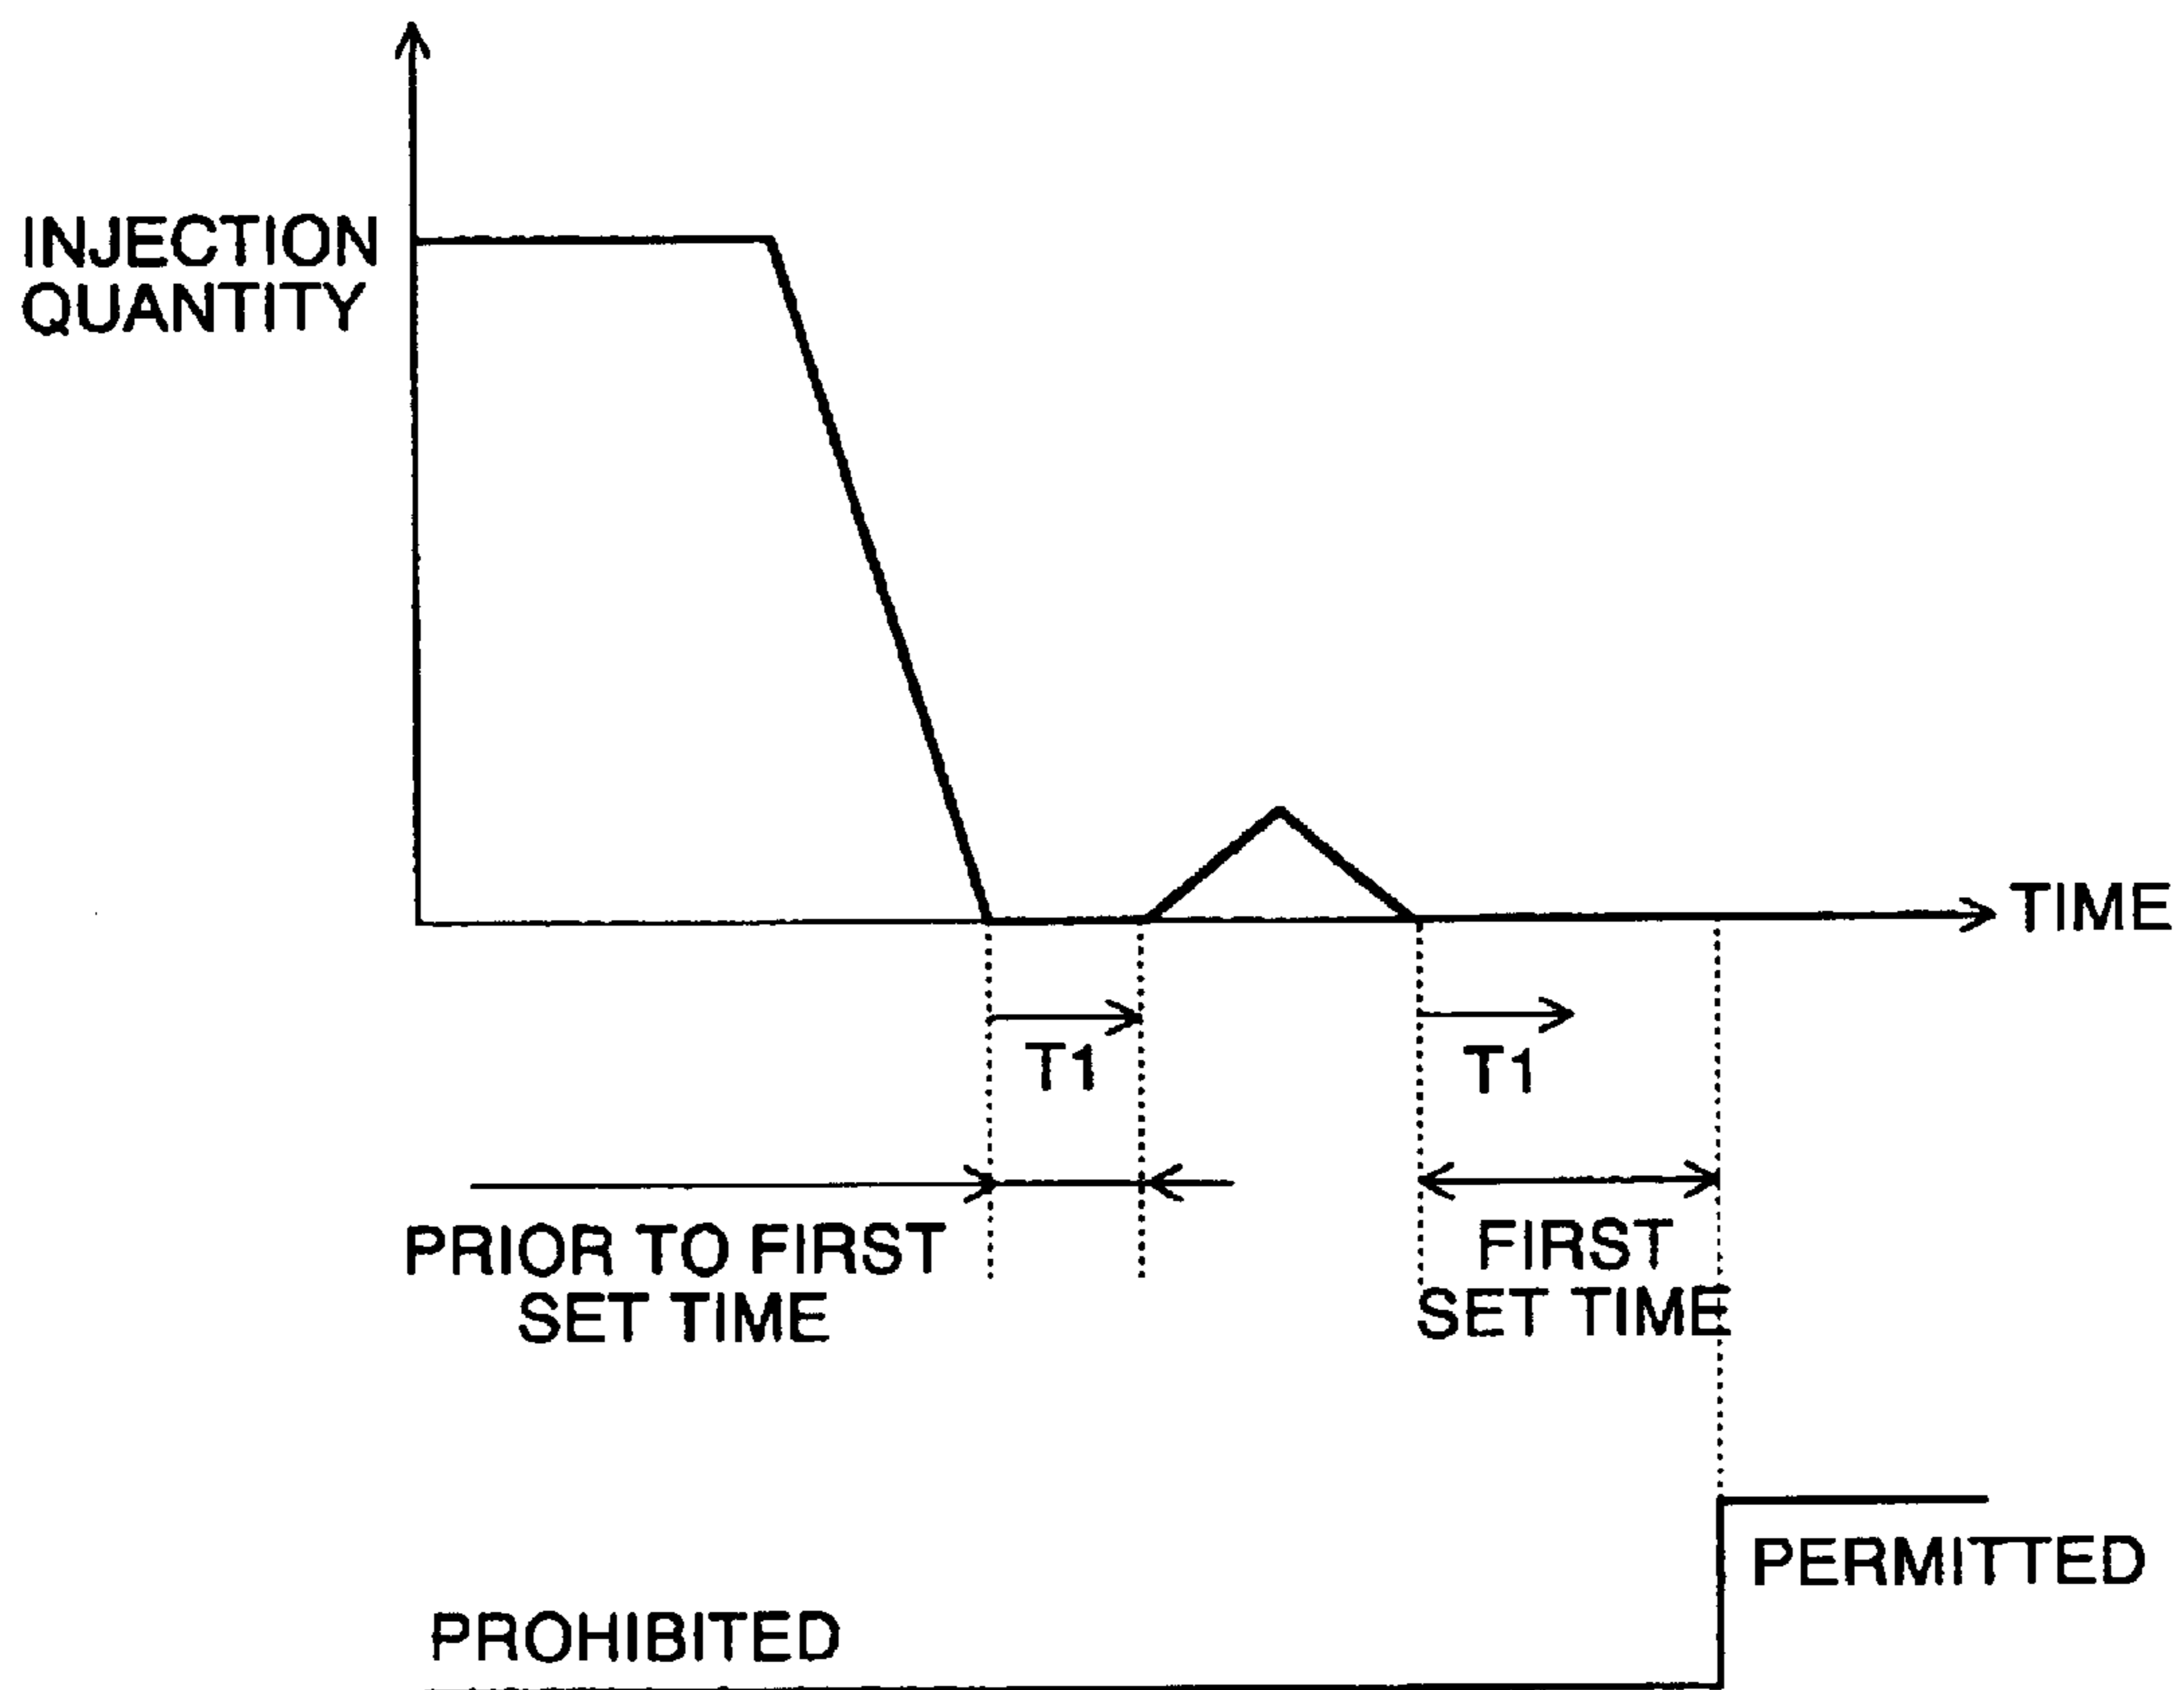 INJECTION
QUANTITY
TIME
T1
T1
PRIOR TO FIRST
SET TIME
FIRST
SET TIME
PERMITTED
PROHIBITED